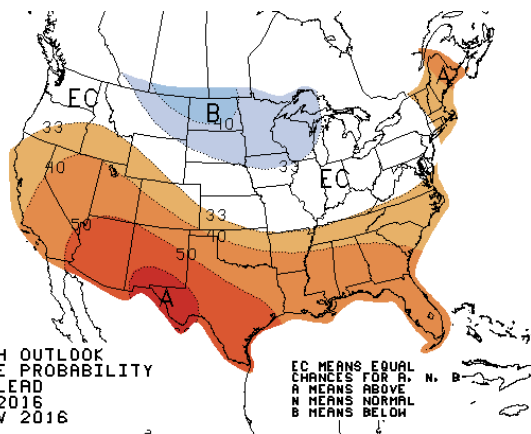 A
EC
B
40
33
40
33
EC
50
33
40
50
A
H OUTLOOK
E PROBABILITY
LEAD
2016
V 2016
EC MEANS EQUAL
CHANCES FOR A, N, B
A MEANS ABOVE
N MEANS NORMAL
B MEANS BELOW